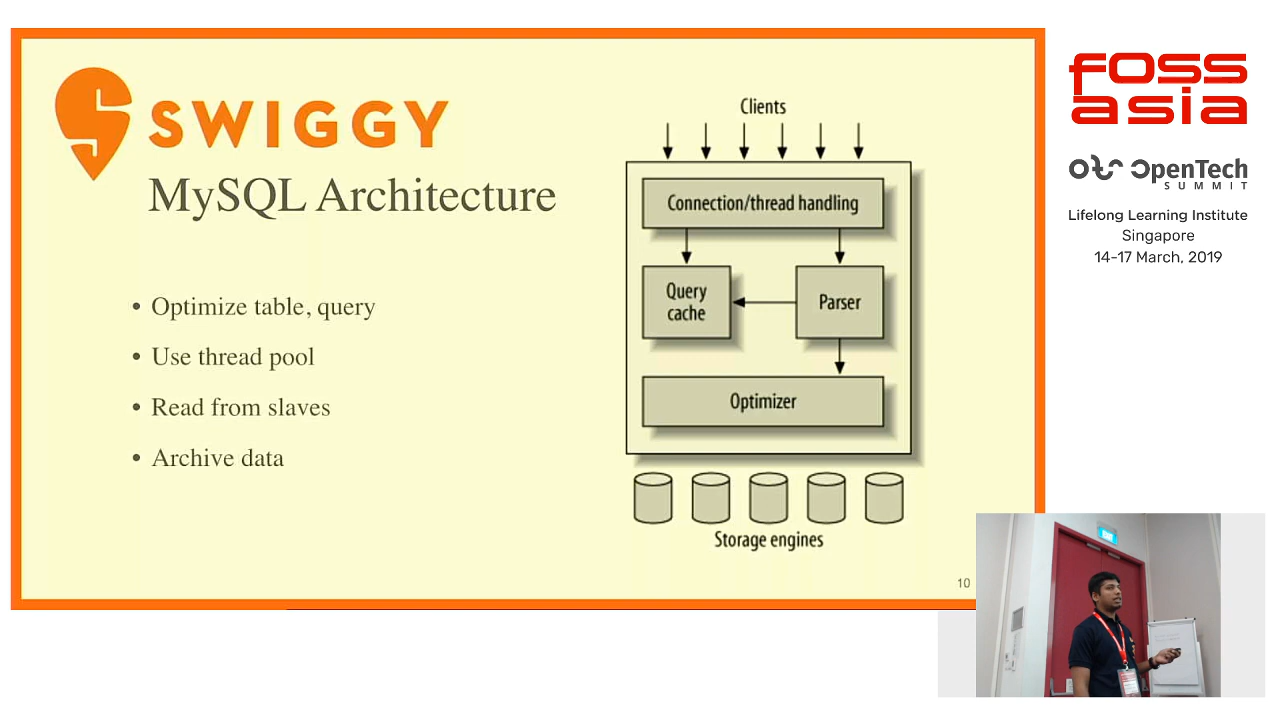 SWIGGY
MySQL Architecture
• Optimize table, query
• Use thread pool
• Read from slaves
• Archive data
Clients
Connection/thread handling
Query
cache
Parser
Optimizer
Storage engines
10
foss
asia
OpenTech
SUMMIT
Lifelong Learning Institute
Singapore
14-17 March, 2019